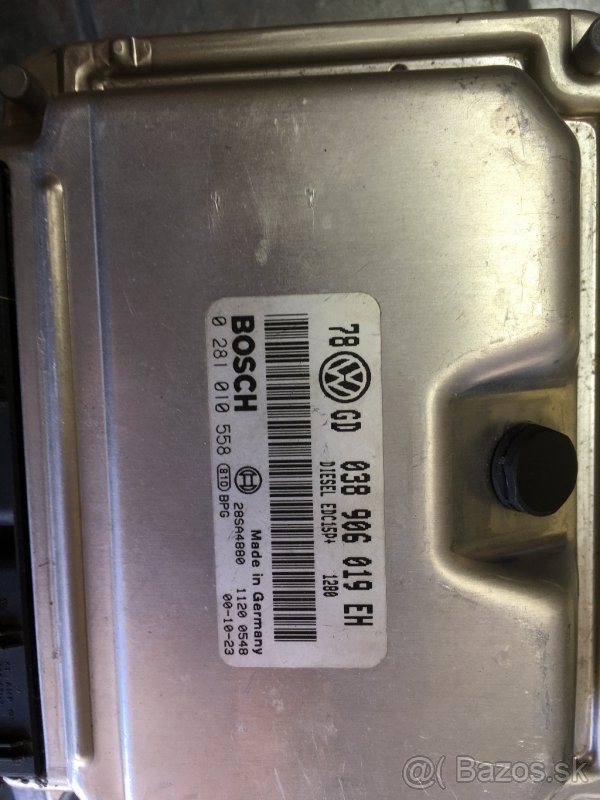 78 GD 038 906 019 EH
DIESEL EDC15P+ 1280
BOSCH
0 281 010 558 B1D BPG
28SA4880
Made in Germany
1120 0548
00-10-23
@ Bazos.sk